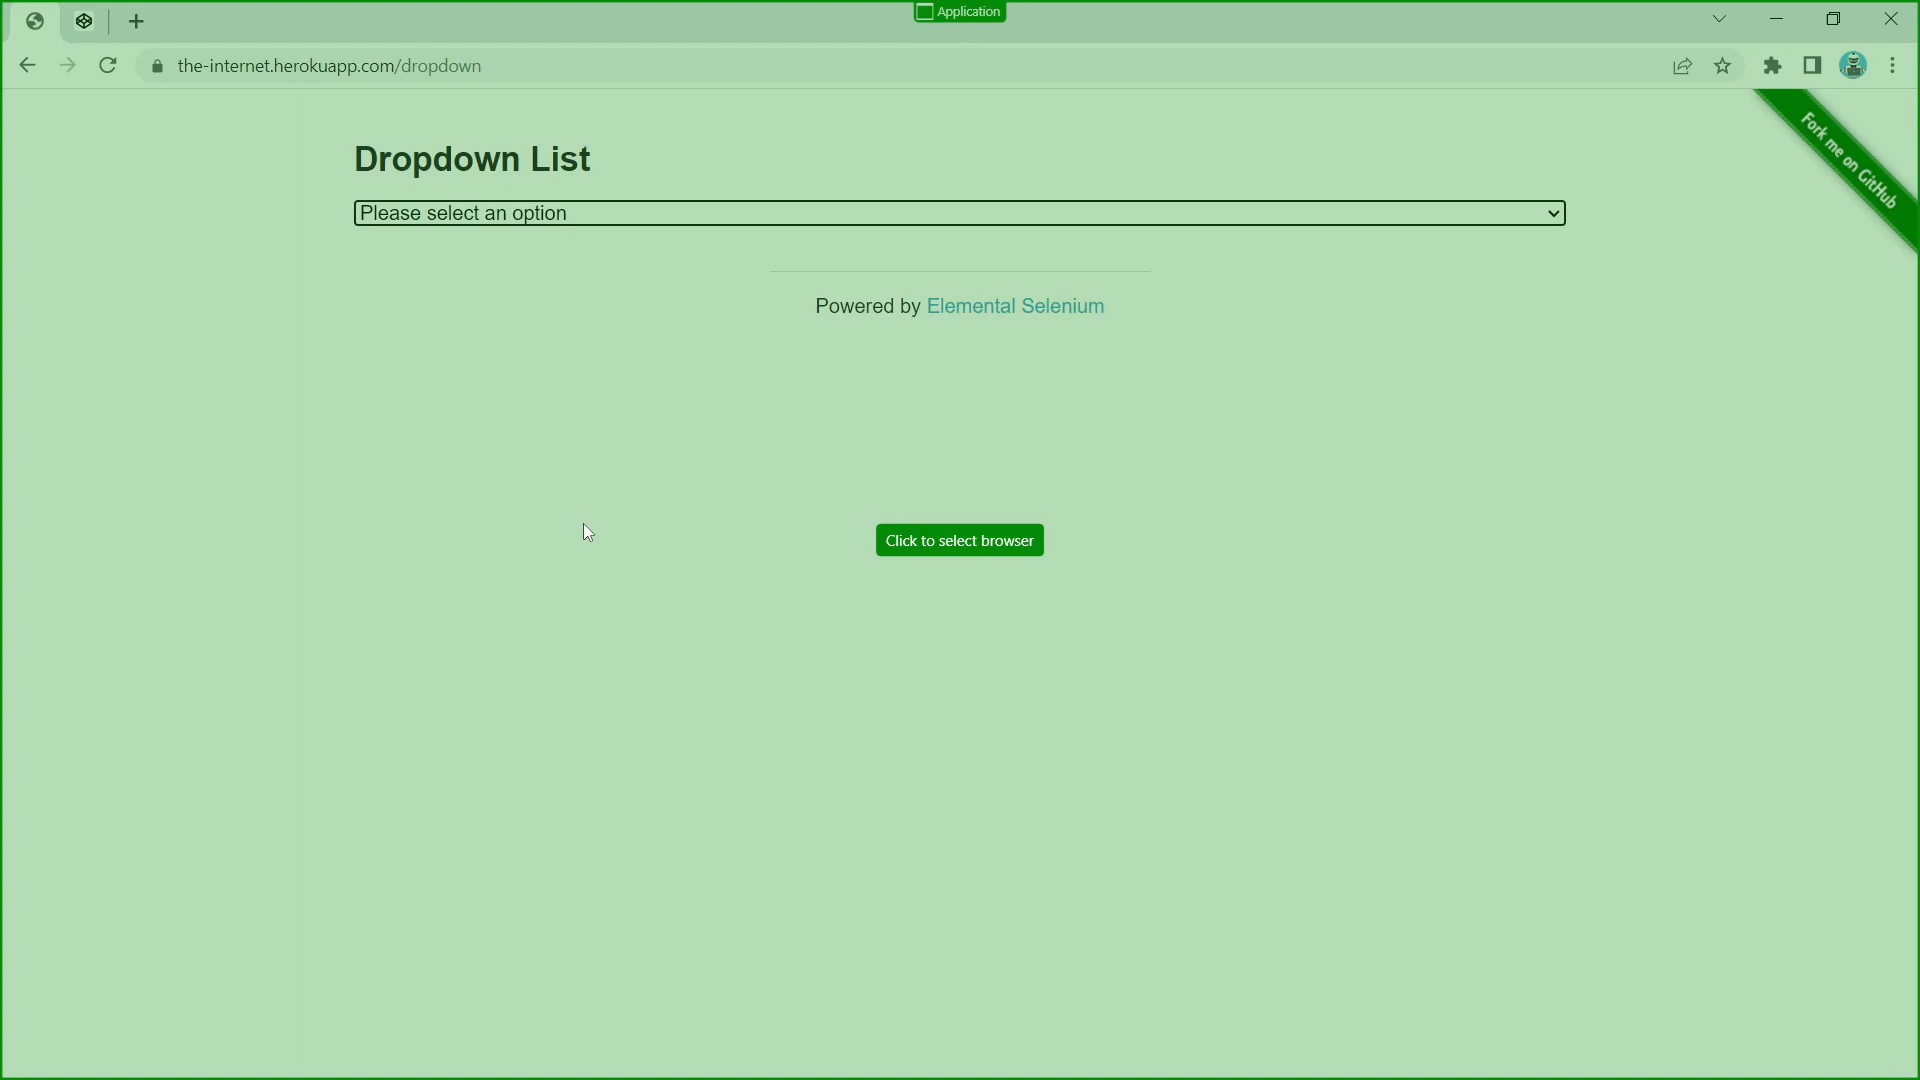 Application
the-internet.herokuapp.com/dropdown
Fork me on GitHub
Dropdown List
Please select an option
Powered by Elemental Selenium
Click to select browser